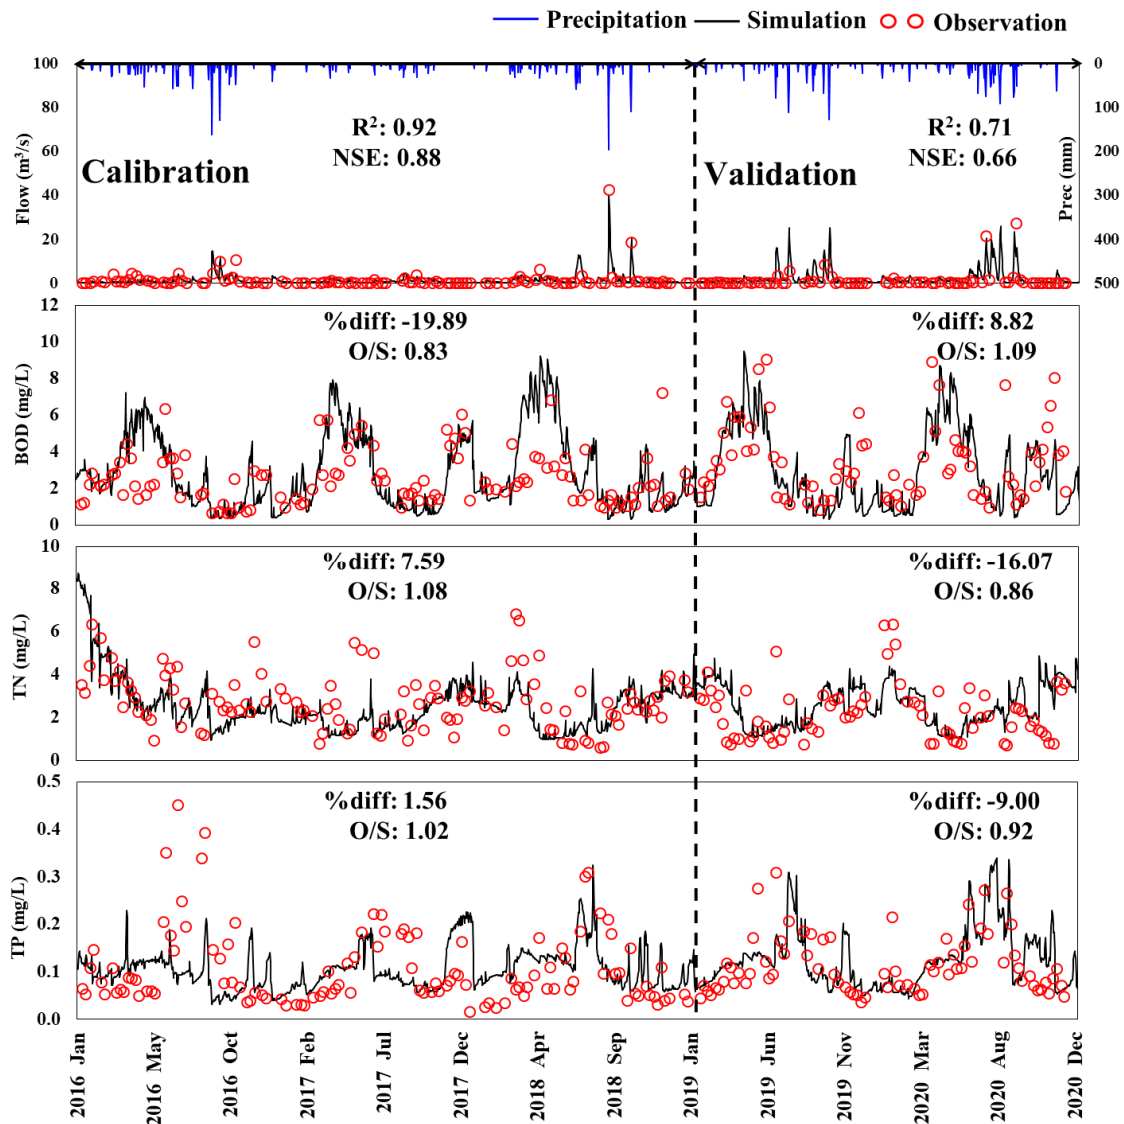 Precipitation Simulation Observation
100 0
80 100
60 200
40 300
20 400
0 500
Flow (m³/s)
Prec (mm)
R²: 0.92
NSE: 0.88
Calibration
R²: 0.71
NSE: 0.66
Validation
12
10
8
6
4
2
0
BOD (mg/L)
%diff: -19.89
O/S: 0.83
%diff: 8.82
O/S: 1.09
10
8
6
4
2
0
TN (mg/L)
%diff: 7.59
O/S: 1.08
%diff: -16.07
O/S: 0.86
0.5
0.4
0.3
0.2
0.1
0.0
TP (mg/L)
%diff: 1.56
O/S: 1.02
%diff: -9.00
O/S: 0.92
2016 Jan
2016 May
2016 Oct
2017 Feb
2017 Jul
2017 Dec
2018 Apr
2018 Sep
2019 Jan
2019 Jun
2019 Nov
2020 Mar
2020 Aug
2020 Dec